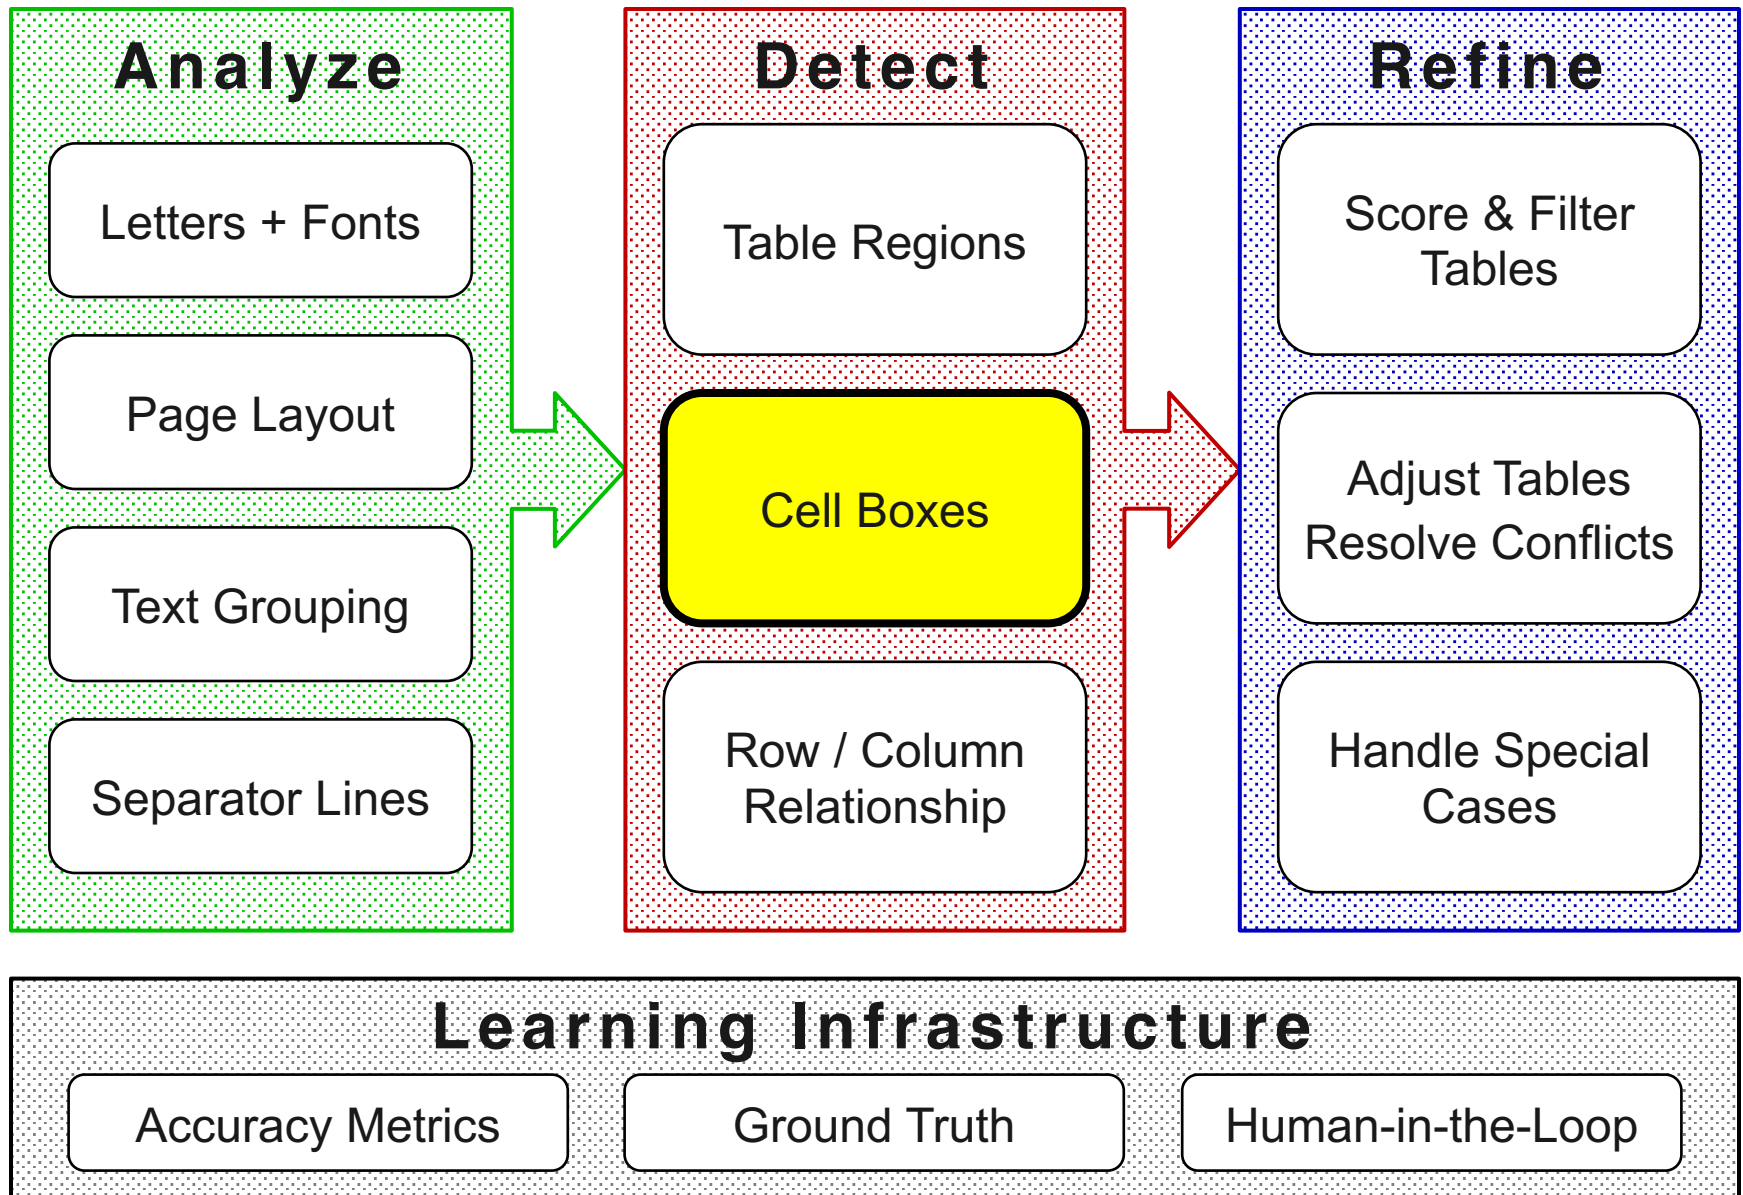 Analyze
Letters + Fonts
Page Layout
Text Grouping
Separator Lines
Detect
Table Regions
Cell Boxes
Row / Column
Relationship
Refine
Score & Filter
Tables
Adjust Tables
Resolve Conflicts
Handle Special
Cases
Learning Infrastructure
Accuracy Metrics
Ground Truth
Human-in-the-Loop